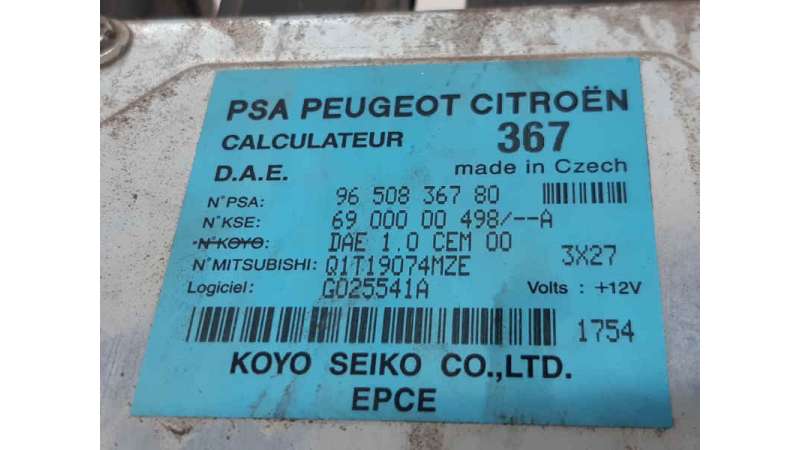 PSA PEUGEOT CITROËN
CALCULATEUR 367
D.A.E. made in Czech
N°PSA: 96 508 367 80
N°KSE: 69 000 00 498/--A
N°KOYO: DAE 1.0 CEM 00
N°MITSUBISHI: Q1T19074MZE 3X27
Logiciel: G025541A Volts : +12V
1754
KOYO SEIKO CO.,LTD.
EPCE